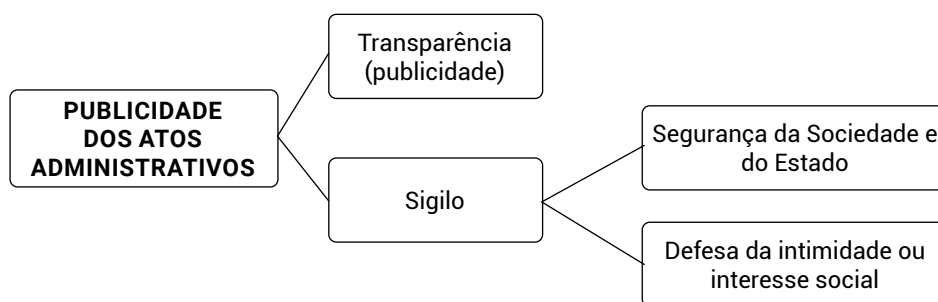 PUBLICIDADE
DOS ATOS
ADMINISTRATIVOS
Transparência
(publicidade)
Sigilo
Segurança da Sociedade e
do Estado
Defesa da intimidade ou
interesse social